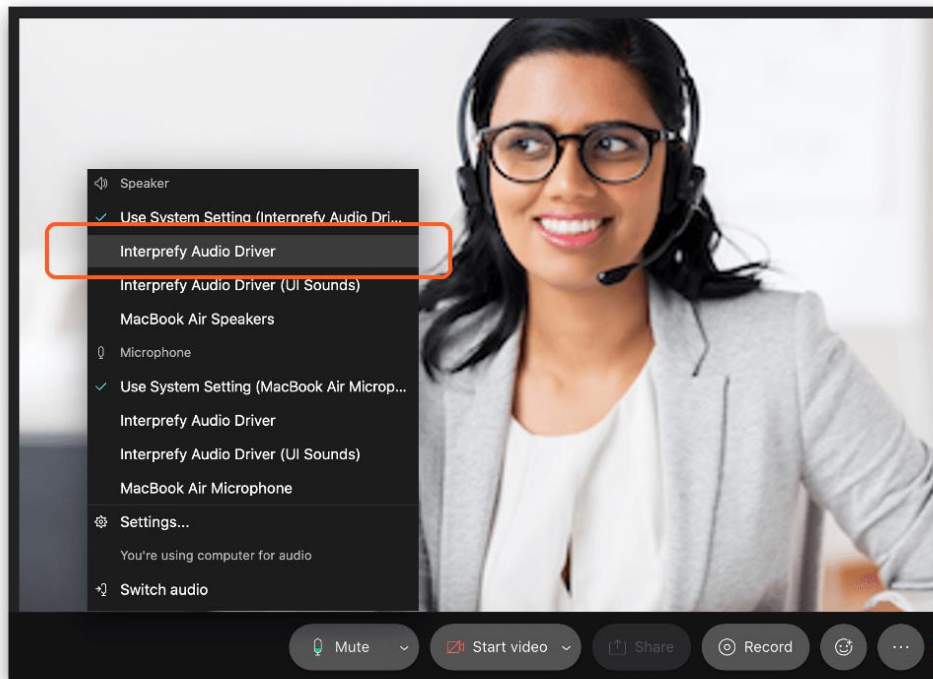 Speaker
Use System Setting (Interprefy Audio Dri...
Interprefy Audio Driver
Interprefy Audio Driver (UI Sounds)
MacBook Air Speakers
Microphone
Use System Setting (MacBook Air Microp...
Interprefy Audio Driver
Interprefy Audio Driver (UI Sounds)
MacBook Air Microphone
Settings...
You're using computer for audio
Switch audio
Mute
Start video
Share
Record